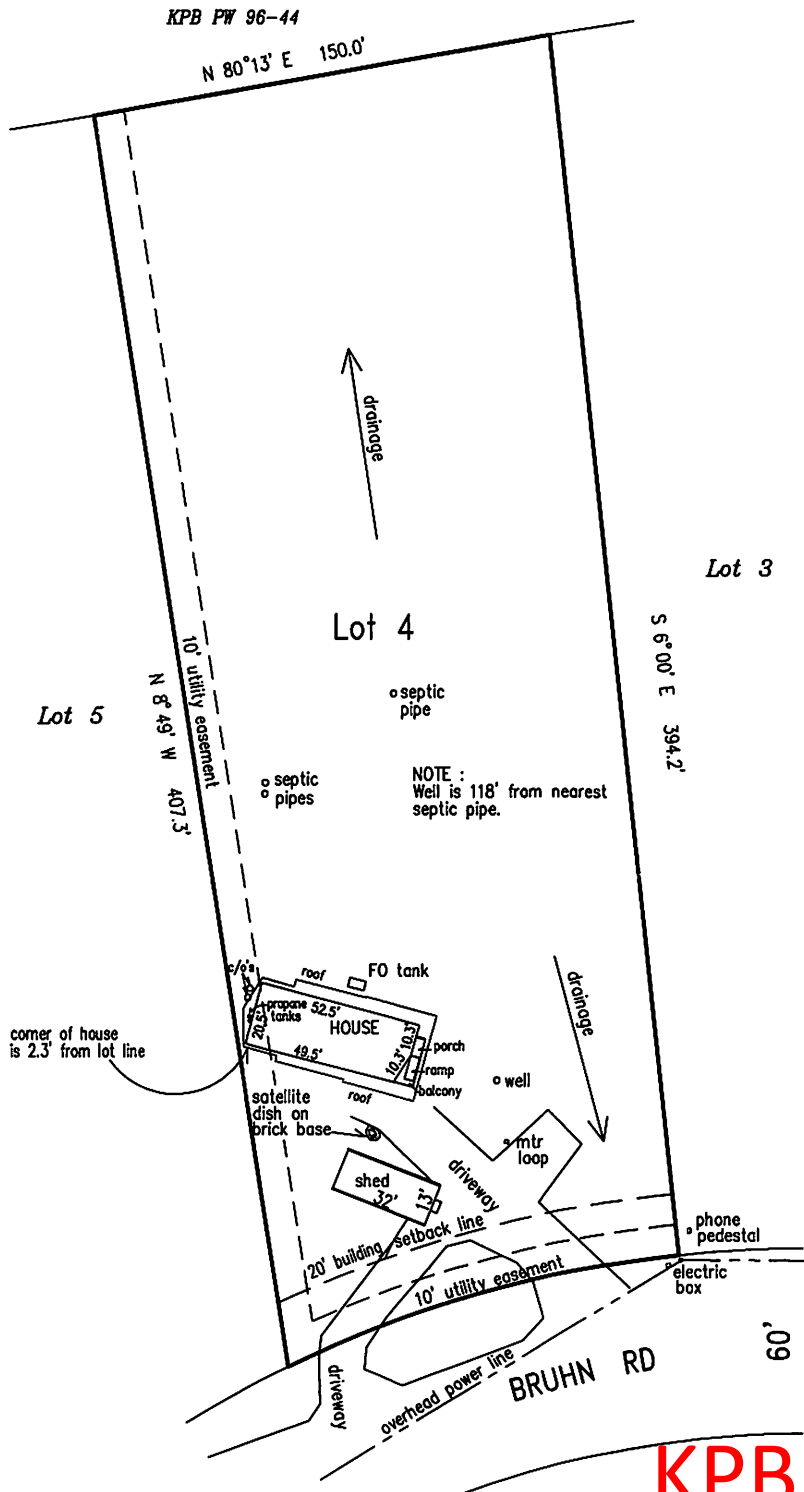 KPB PW 96-44
N 80°13' E 150.0'
drainage
Lot 3
Lot 4
S 6°00' E 394.2'
10' utility easement
N 8°49' W 407.3'
Lot 5
septic
pipe
septic
pipes
NOTE :
Well is 118' from nearest
septic pipe.
c/o's
roof
FO tank
drainage
propane
tanks
52.5'
20.5'
HOUSE
10.3'
10.3'
49.5'
porch
ramp
balcony
corner of house
is 2.3' from lot line
roof
well
satellite
dish on
brick base
mtr
loop
driveway
shed
32'
13'
20' building setback line
phone
pedestal
10' utility easement
electric
box
60'
BRUHN RD
overhead power line
driveway
KPB